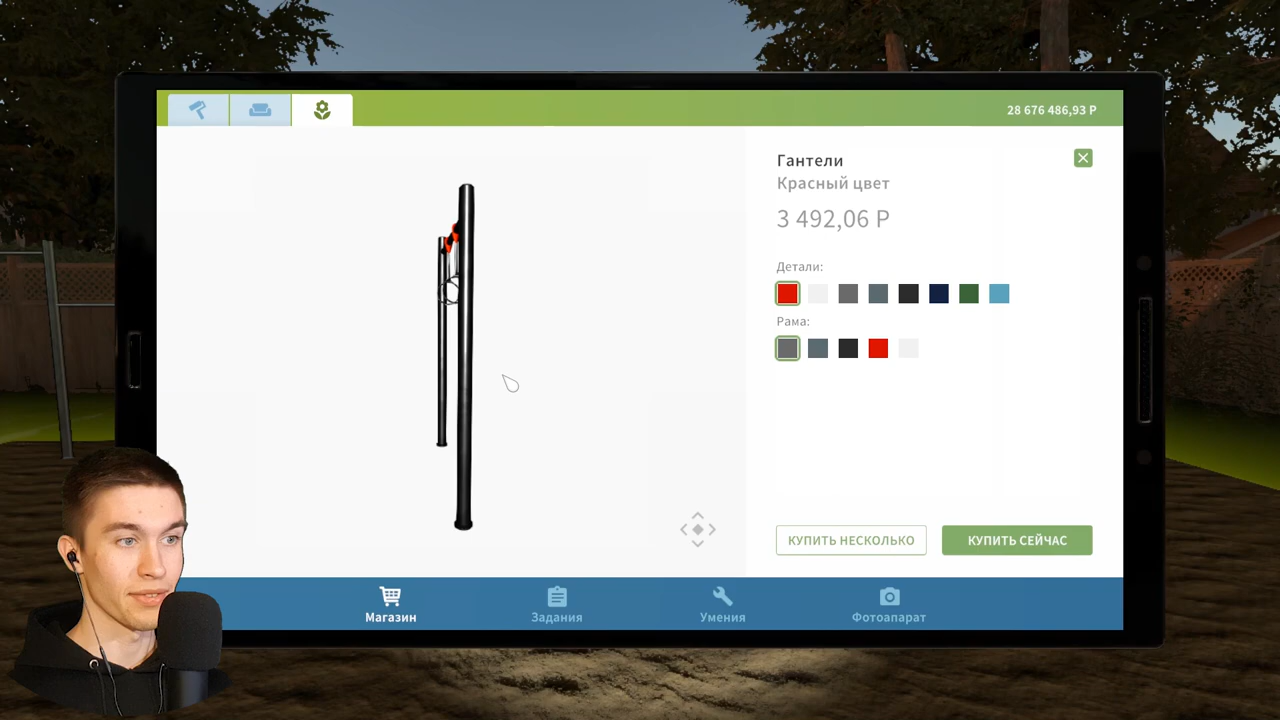 28 676 486,93 Р
Гантели
Красный цвет
3 492,06 Р
Детали:
Рама:
КУПИТЬ НЕСКОЛЬКО
КУПИТЬ СЕЙЧАС
Магазин
Задания
Умения
Фотоапарат